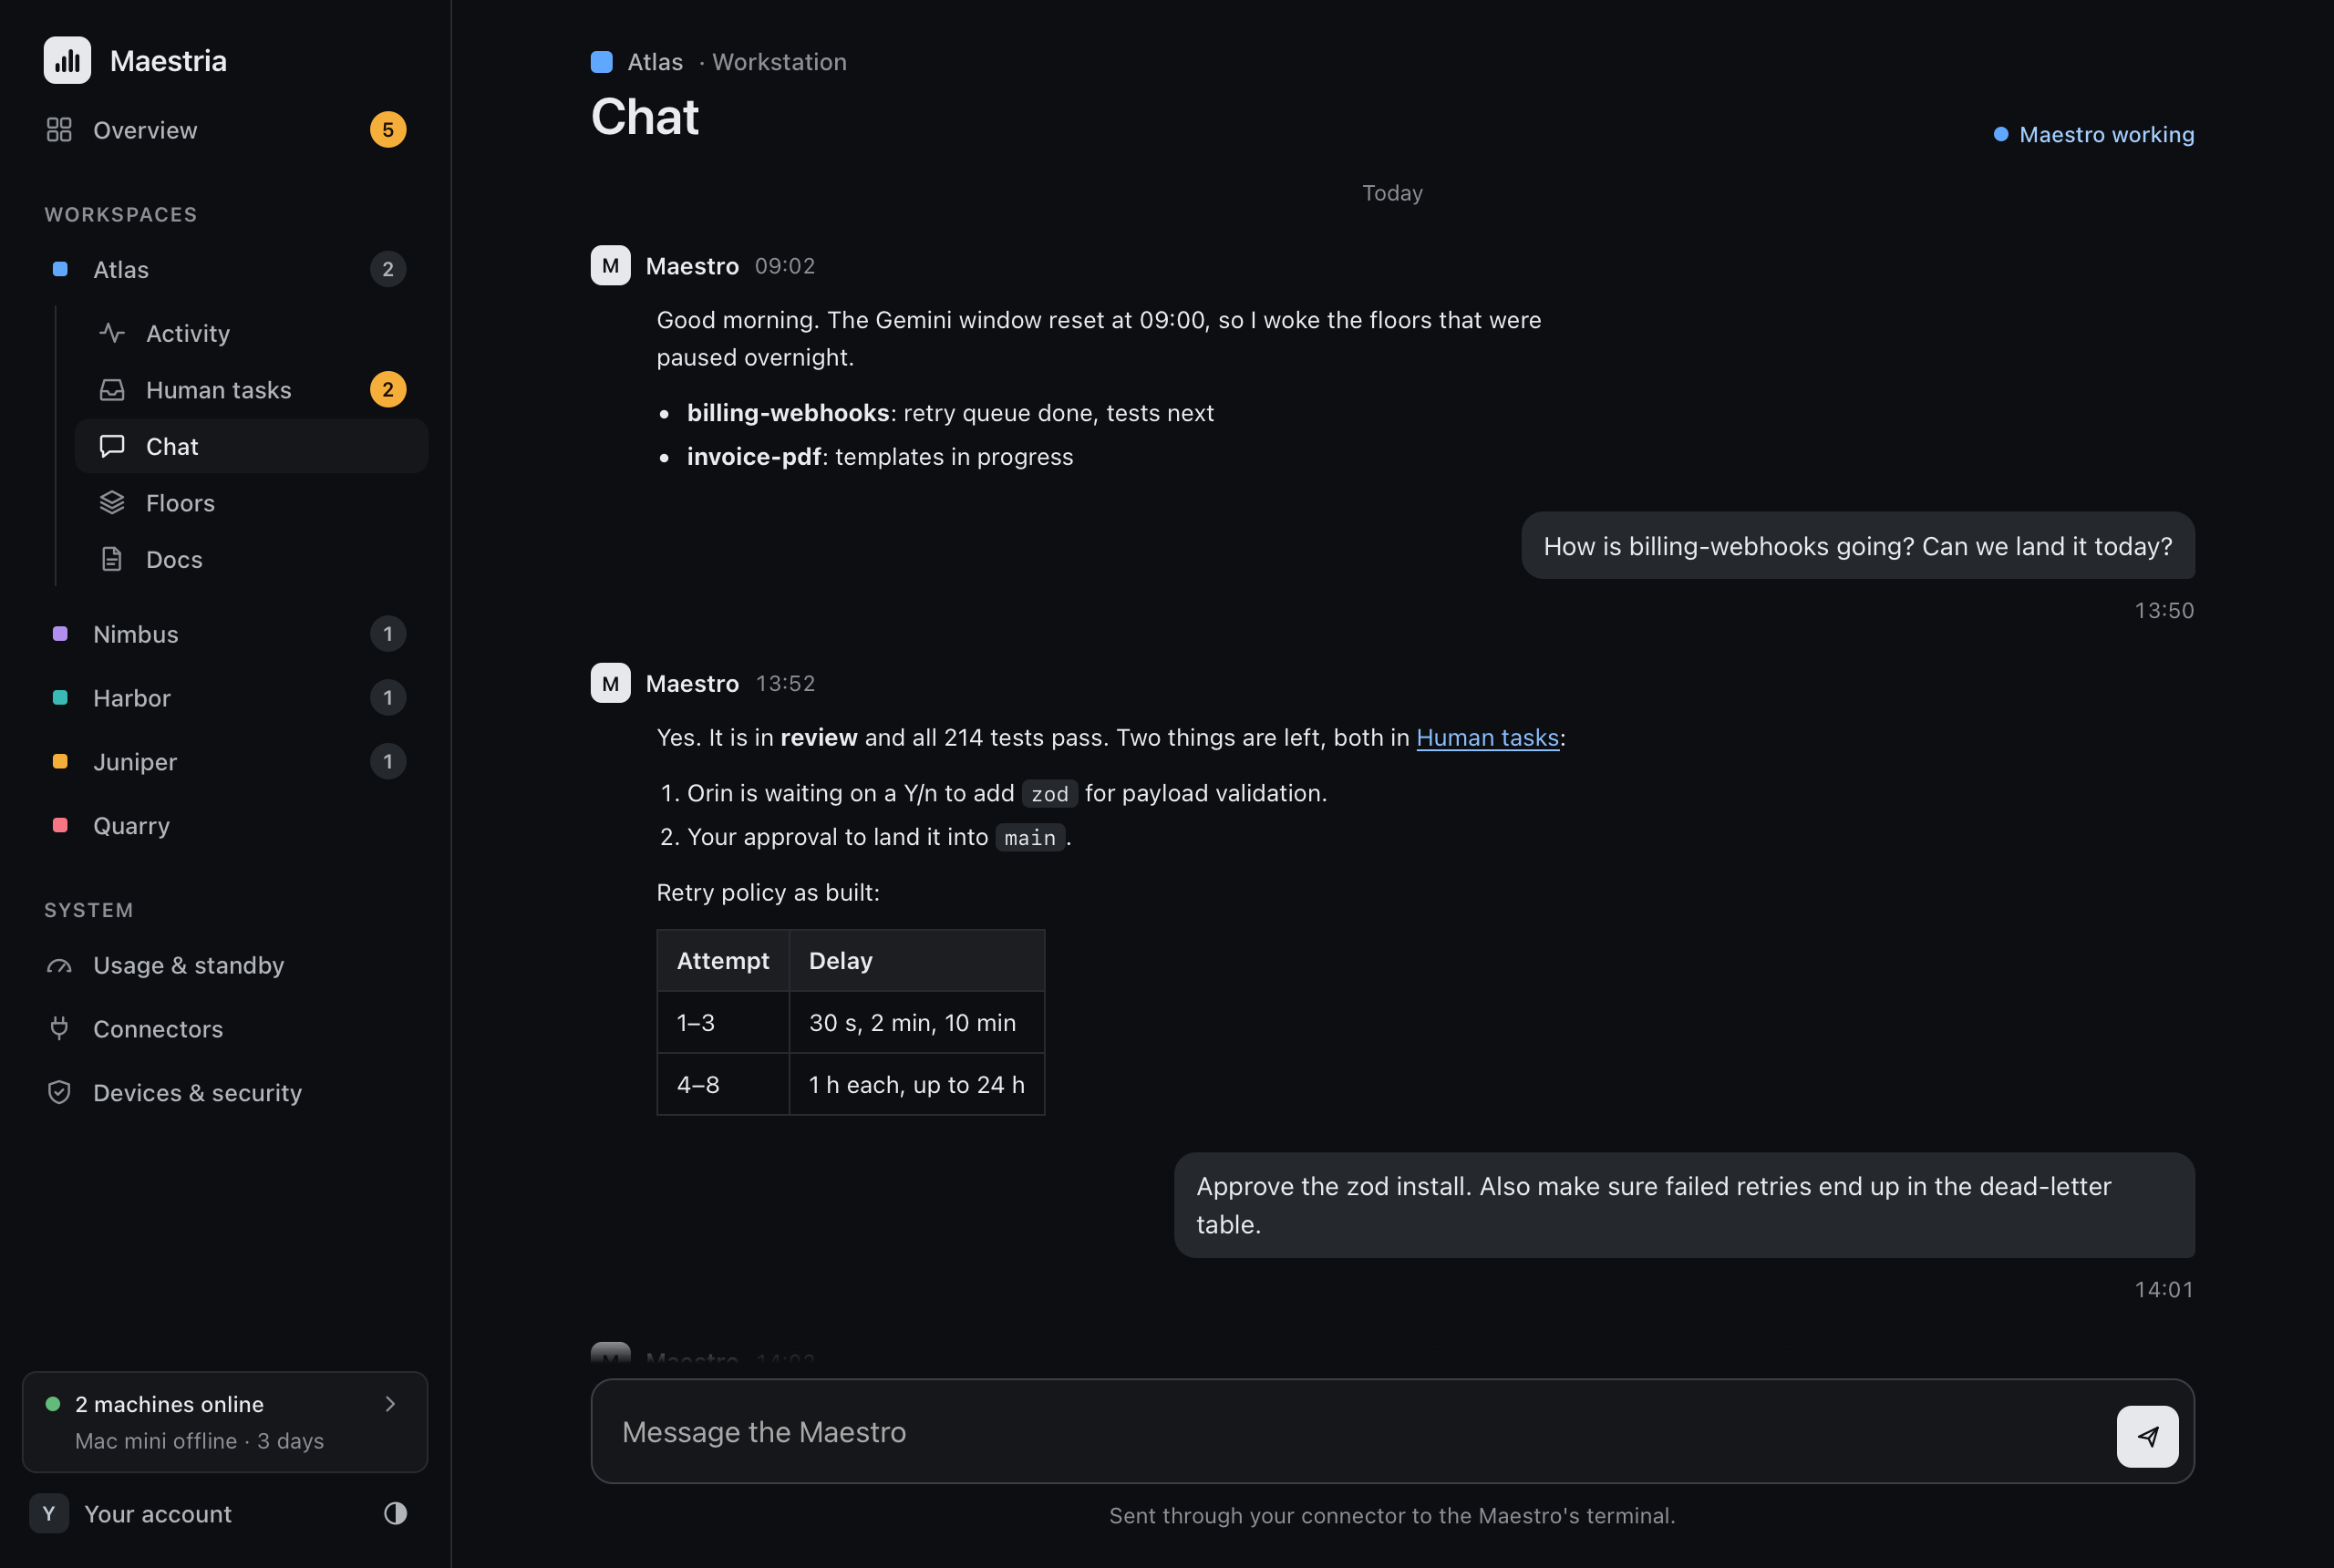 Maestria
Overview 5
WORKSPACES
Atlas 2
Activity
Human tasks 2
Chat
Floors
Docs
Nimbus 1
Harbor 1
Juniper 1
Quarry
SYSTEM
Usage & standby
Connectors
Devices & security
2 machines online
Mac mini offline · 3 days
Y Your account
Atlas · Workstation
Chat
Maestro working
Today
M Maestro 09:02
Good morning. The Gemini window reset at 09:00, so I woke the floors that were
paused overnight.
• billing-webhooks: retry queue done, tests next
• invoice-pdf: templates in progress
How is billing-webhooks going? Can we land it today?
13:50
M Maestro 13:52
Yes. It is in review and all 214 tests pass. Two things are left, both in Human tasks:
1. Orin is waiting on a Y/n to add zod for payload validation.
2. Your approval to land it into main.
Retry policy as built:
Attempt Delay
1–3 30 s, 2 min, 10 min
4–8 1 h each, up to 24 h
Approve the zod install. Also make sure failed retries end up in the dead-letter
table.
14:01
M Maestro 14:02
Message the Maestro
Sent through your connector to the Maestro's terminal.